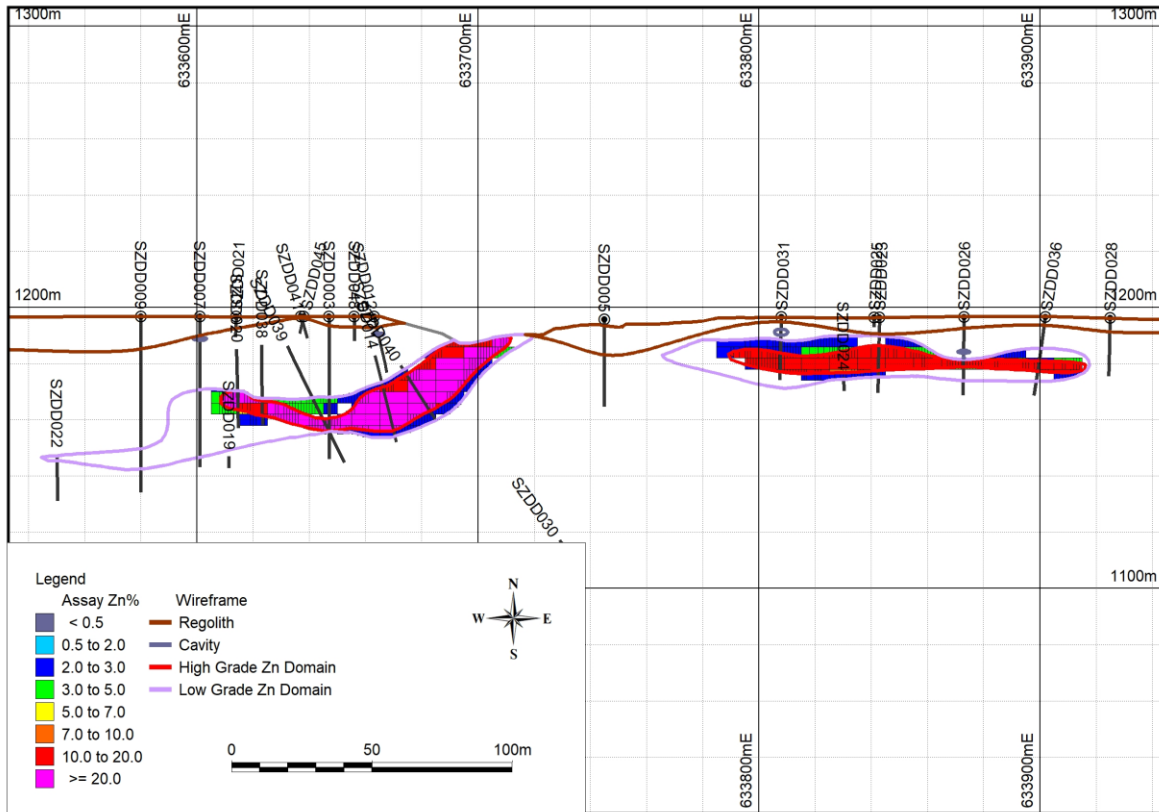 1300m
633600mE
633700mE
633800mE
633900mE
1300m
1200m
1200m
SZDD009
SZDD007
SZDD021
SZDD038
SZDD039
SZDD045
SZDD003
SZDD048
SZDD005
SZDD031
SZDD024
SZDD026
SZDD036
SZDD028
SZDD022
SZDD019
SZDD030
1100m
1100m
Legend
Assay Zn% Wireframe
< 0.5 Regolith
0.5 to 2.0 Cavity
2.0 to 3.0 High Grade Zn Domain
3.0 to 5.0 Low Grade Zn Domain
5.0 to 7.0
7.0 to 10.0
10.0 to 20.0
>= 20.0
N
W E
S
0 50 100m
633800mE
633900mE